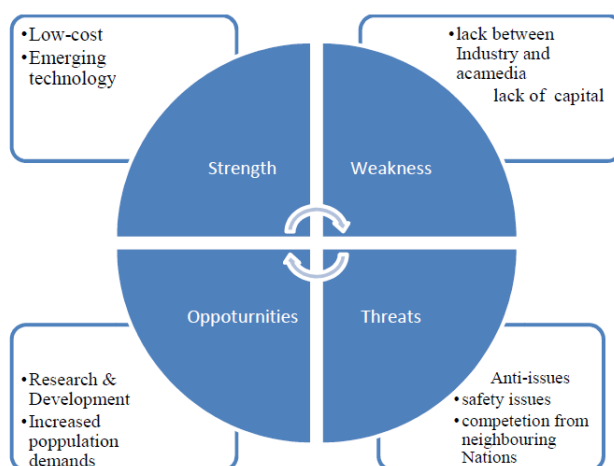 •Low-cost
•Emerging
technology
•lack between
Industry and
acamedia
lack of capital
Strength
Weakness
Oppoturnities
Threats
•Research &
Development
•Increased
poppulation
demands
Anti-issues
•safety issues
•competetion from
neighbouring
Nations